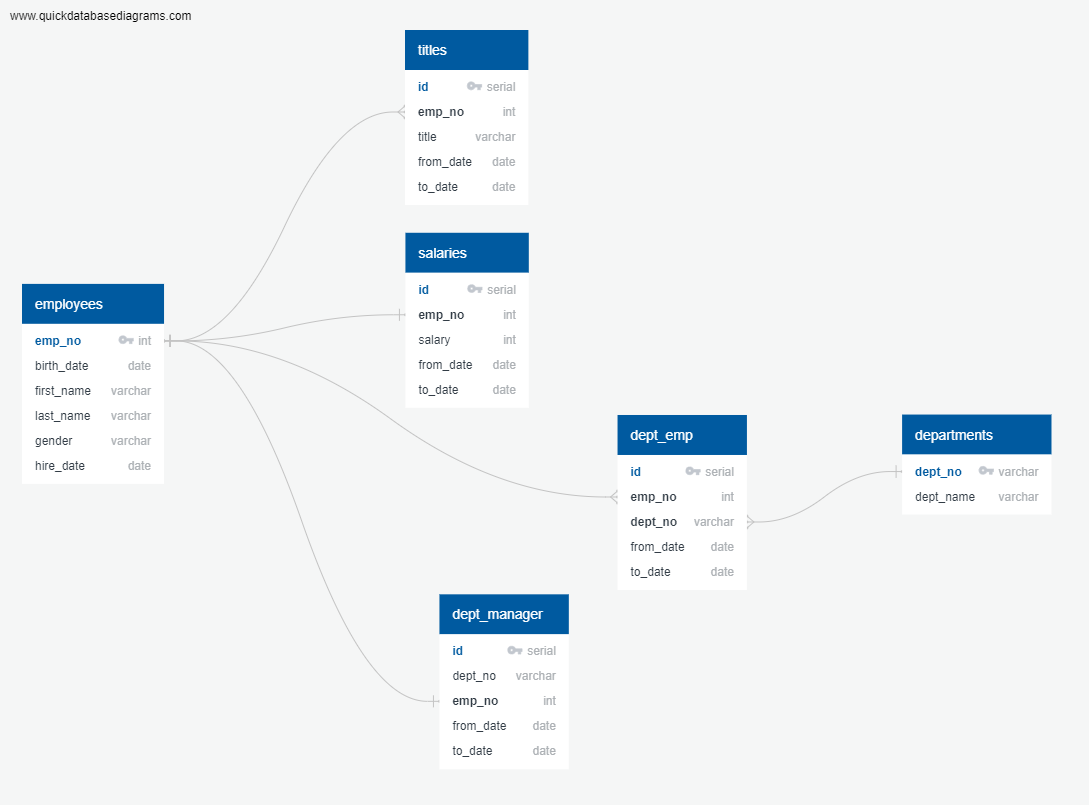 www.quickdatabasediagrams.com
titles
id serial
emp_no int
title varchar
from_date date
to_date date
salaries
id serial
emp_no int
salary int
from_date date
to_date date
employees
emp_no int
birth_date date
first_name varchar
last_name varchar
gender varchar
hire_date date
dept_emp
id serial
emp_no int
dept_no varchar
from_date date
to_date date
departments
dept_no varchar
dept_name varchar
dept_manager
id serial
dept_no varchar
emp_no int
from_date date
to_date date